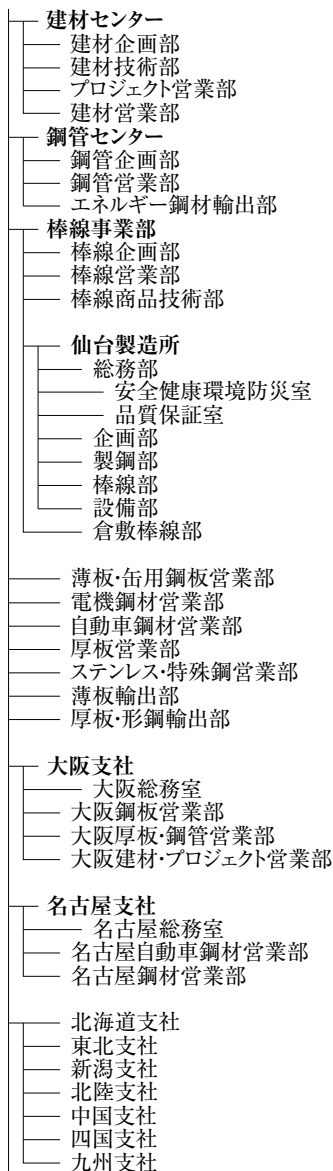 建材センター
建材企画部
建材技術部
プロジェクト営業部
建材営業部
鋼管センター
鋼管企画部
鋼管営業部
エネルギー鋼材輸出部
棒線事業部
棒線企画部
棒線営業部
棒線商品技術部
仙台製造所
総務部
安全健康環境防災室
品質保証室
企画部
製鋼部
棒線部
設備部
倉敷棒線部
薄板・缶用鋼板営業部
電機鋼材営業部
自動車鋼材営業部
厚板営業部
ステンレス・特殊鋼営業部
薄板輸出部
厚板・形鋼輸出部
大阪支社
大阪総務室
大阪鋼板営業部
大阪厚板・鋼管営業部
大阪建材・プロジェクト営業部
名古屋支社
名古屋総務室
名古屋自動車鋼材営業部
名古屋鋼材営業部
北海道支社
東北支社
新潟支社
北陸支社
中国支社
四国支社
九州支社